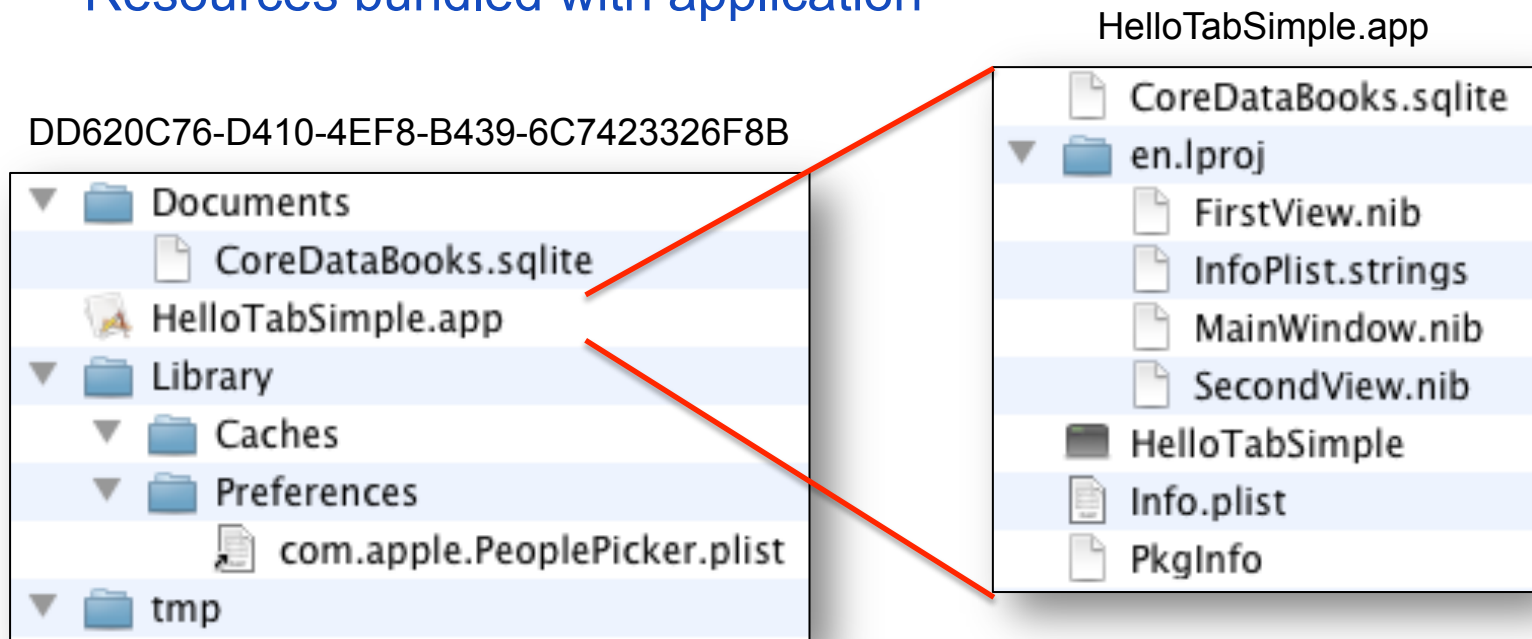 Resources bundled with application
HelloTabSimple.app
DD620C76-D410-4EF8-B439-6C7423326F8B
Documents
CoreDataBooks.sqlite
HelloTabSimple.app
Library
Caches
Preferences
com.apple.PeoplePicker.plist
tmp
CoreDataBooks.sqlite
en.lproj
FirstView.nib
InfoPlist.strings
MainWindow.nib
SecondView.nib
HelloTabSimple
Info.plist
PkgInfo